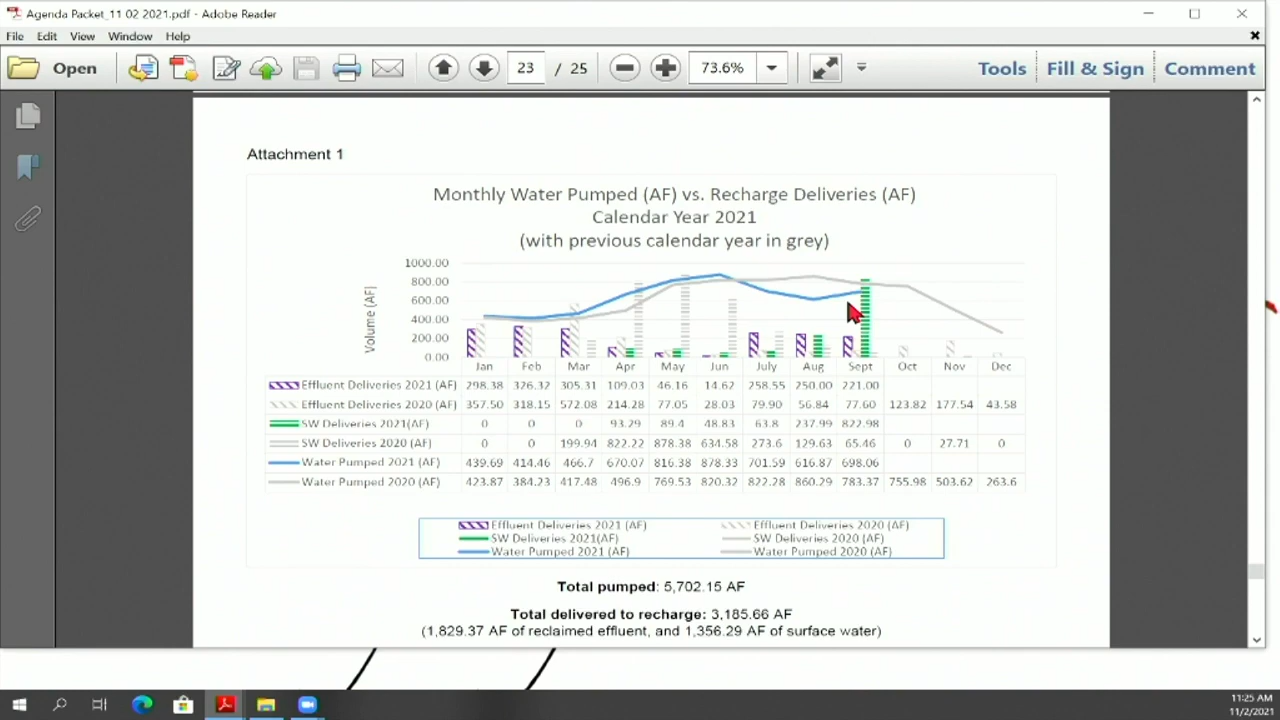 Agenda Packet_11 02 2021.pdf - Adobe Reader
File Edit View Window Help
Open 23 / 25 73.6% Tools Fill & Sign Comment
Attachment 1
Monthly Water Pumped (AF) vs. Recharge Deliveries (AF)
Calendar Year 2021
(with previous calendar year in grey)
Volume (AF)
1000.00
800.00
600.00
400.00
200.00
0.00
Jan Feb Mar Apr May Jun July Aug Sept Oct Nov Dec
Effluent Deliveries 2021 (AF) 298.38 326.32 305.31 109.03 46.16 14.62 258.55 250.00 221.00
Effluent Deliveries 2020 (AF) 357.50 318.15 572.08 214.28 77.05 28.03 79.90 56.84 77.60 123.82 177.54 43.58
SW Deliveries 2021(AF) 0 0 0 93.29 89.4 48.83 63.8 237.99 822.98
SW Deliveries 2020 (AF) 0 0 199.94 822.22 878.38 634.58 273.6 129.63 65.46 0 27.71 0
Water Pumped 2021 (AF) 439.69 414.46 466.7 670.07 816.38 878.33 701.59 616.87 698.06
Water Pumped 2020 (AF) 423.87 384.23 417.48 496.9 769.53 820.32 822.28 860.29 783.37 755.98 503.62 263.6
Effluent Deliveries 2021 (AF) Effluent Deliveries 2020 (AF)
SW Deliveries 2021(AF) SW Deliveries 2020 (AF)
Water Pumped 2021 (AF) Water Pumped 2020 (AF)
Total pumped: 5,702.15 AF
Total delivered to recharge: 3,185.66 AF
(1,829.37 AF of reclaimed effluent, and 1,356.29 AF of surface water)
11:25 AM
11/2/2021